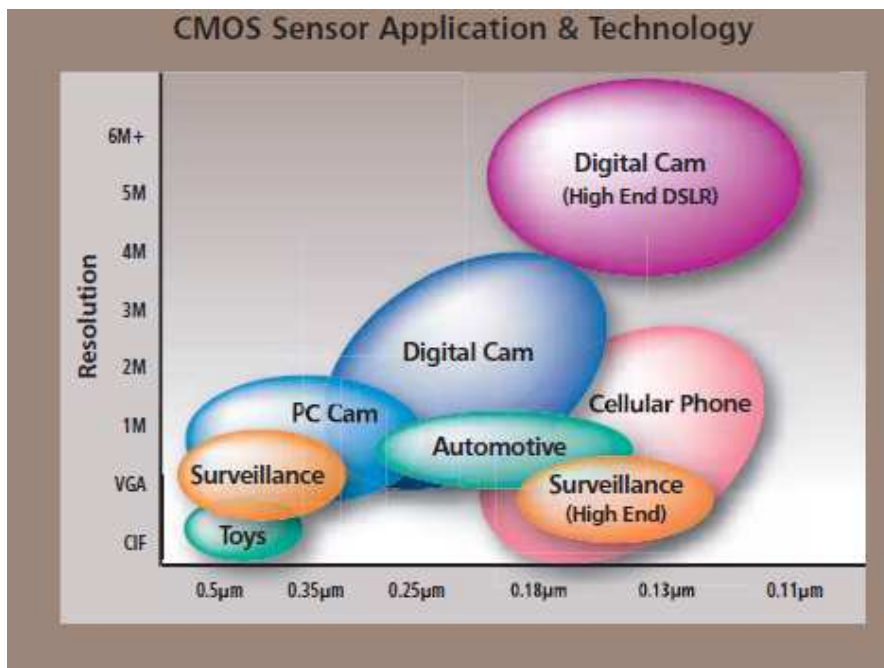 CMOS Sensor Application & Technology
Resolution
6M+
5M
4M
3M
2M
1M
VGA
CIF
Digital Cam
(High End DSLR)
Digital Cam
PC Cam
Cellular Phone
Automotive
Surveillance
Surveillance
(High End)
Toys
0.5μm 0.35μm 0.25μm 0.18μm 0.13μm 0.11μm